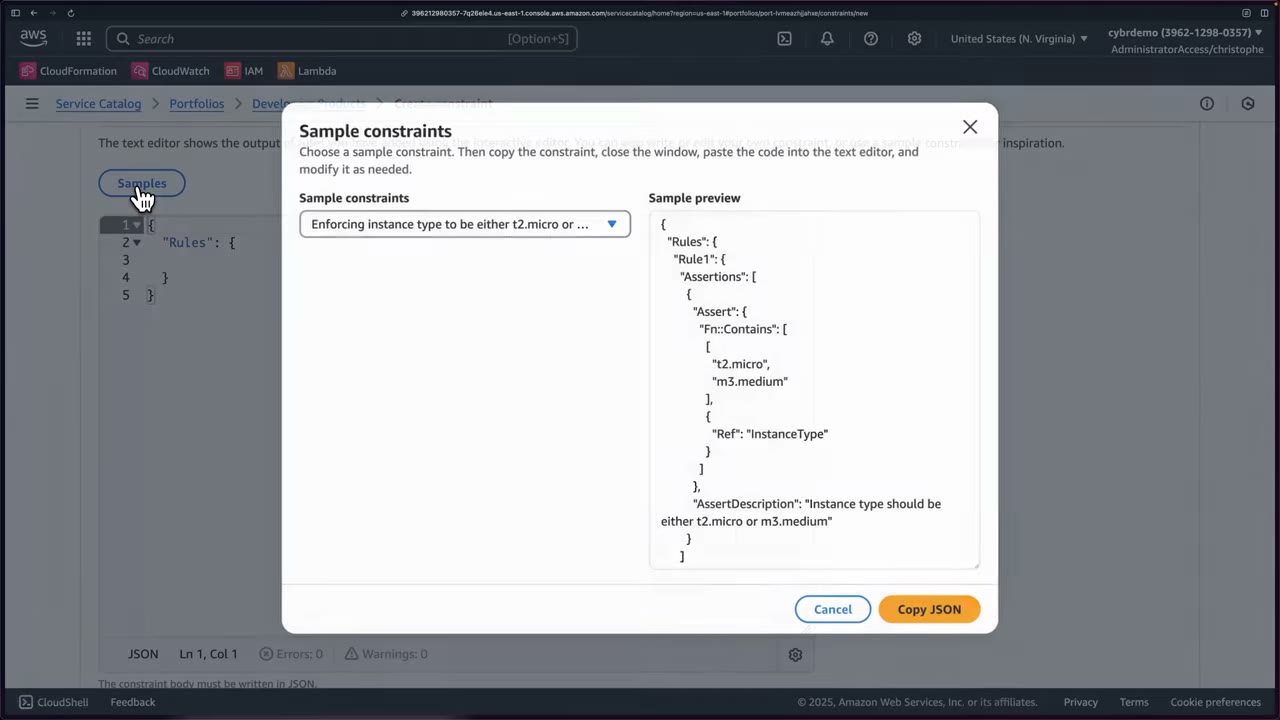 396212980357-7q26ele4.us-east-1.console.aws.amazon.com/servicecatalog/home?region=us-east-1#portfolios/port-lvmeazhjjahxe/constraints/new
aws
Search
[Option+S]
United States (N. Virginia)
cybrdemo (3962-1298-0357)
AdministratorAccess/christophe
CloudFormation
CloudWatch
IAM
Lambda
Service Catalog
Portfolios
Create constraint
Sample constraints
Choose a sample constraint. Then copy the constraint, close the window, paste the code into the text editor, and
modify it as needed.
The text editor shows the output
inspiration.
Samples
1 {
2 "Rules": {
3
4 }
5 }
Sample constraints
Enforcing instance type to be either t2.micro or ...
Sample preview
{
"Rules": {
"Rule1": {
"Assertions": [
{
"Assert": {
"Fn::Contains": [
[
"t2.micro",
"m3.medium"
],
{
"Ref": "InstanceType"
}
]
},
"AssertDescription": "Instance type should be
either t2.micro or m3.medium"
}
]
Cancel
Copy JSON
JSON
Ln 1, Col 1
Errors: 0
Warnings: 0
The constraint body must be written in JSON.
CloudShell
Feedback
© 2025, Amazon Web Services, Inc. or its affiliates.
Privacy
Terms
Cookie preferences